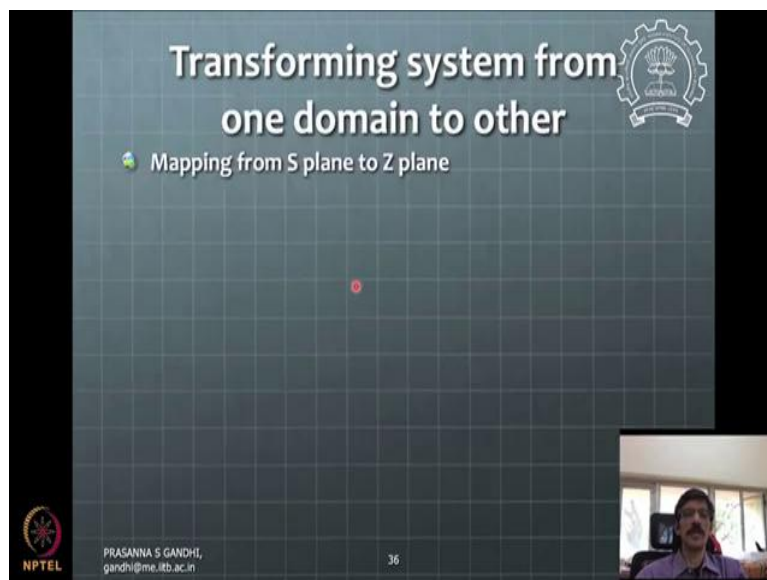 Transforming system from
one domain to other
Mapping from S plane to Z plane
PRASANNA S GANDHI,
gandhi@me.iitb.ac.in
36
NPTEL